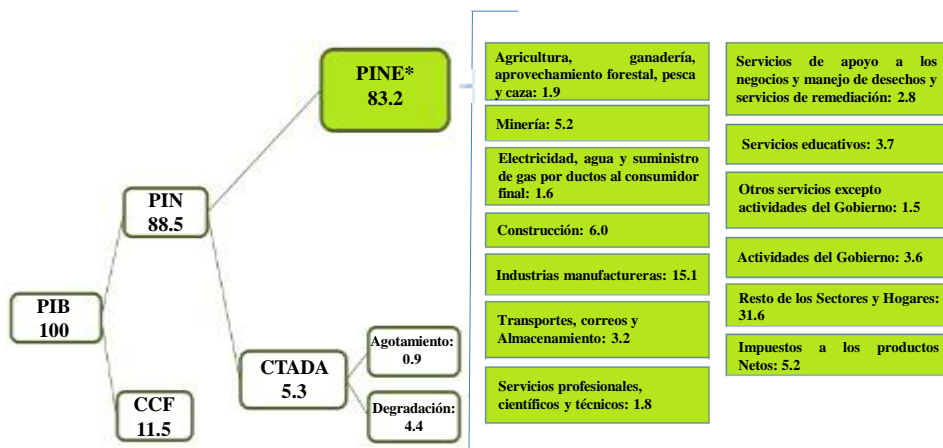 PINE*
83.2
PIN
88.5
PIB
100
CCF
11.5
CTADA
5.3
Agotamiento:
0.9
Degradación:
4.4
Agricultura, ganadería,
aprovechamiento forestal, pesca
y caza: 1.9
Minería: 5.2
Electricidad, agua y suministro
de gas por ductos al consumidor
final: 1.6
Construcción: 6.0
Industrias manufactureras: 15.1
Transportes, correos y
Almacenamiento: 3.2
Servicios profesionales,
científicos y técnicos: 1.8
Servicios de apoyo a los
negocios y manejo de desechos y
servicios de remediación: 2.8
Servicios educativos: 3.7
Otros servicios excepto
actividades del Gobierno: 1.5
Actividades del Gobierno: 3.6
Resto de los Sectores y Hogares:
31.6
Impuestos a los productos
Netos: 5.2